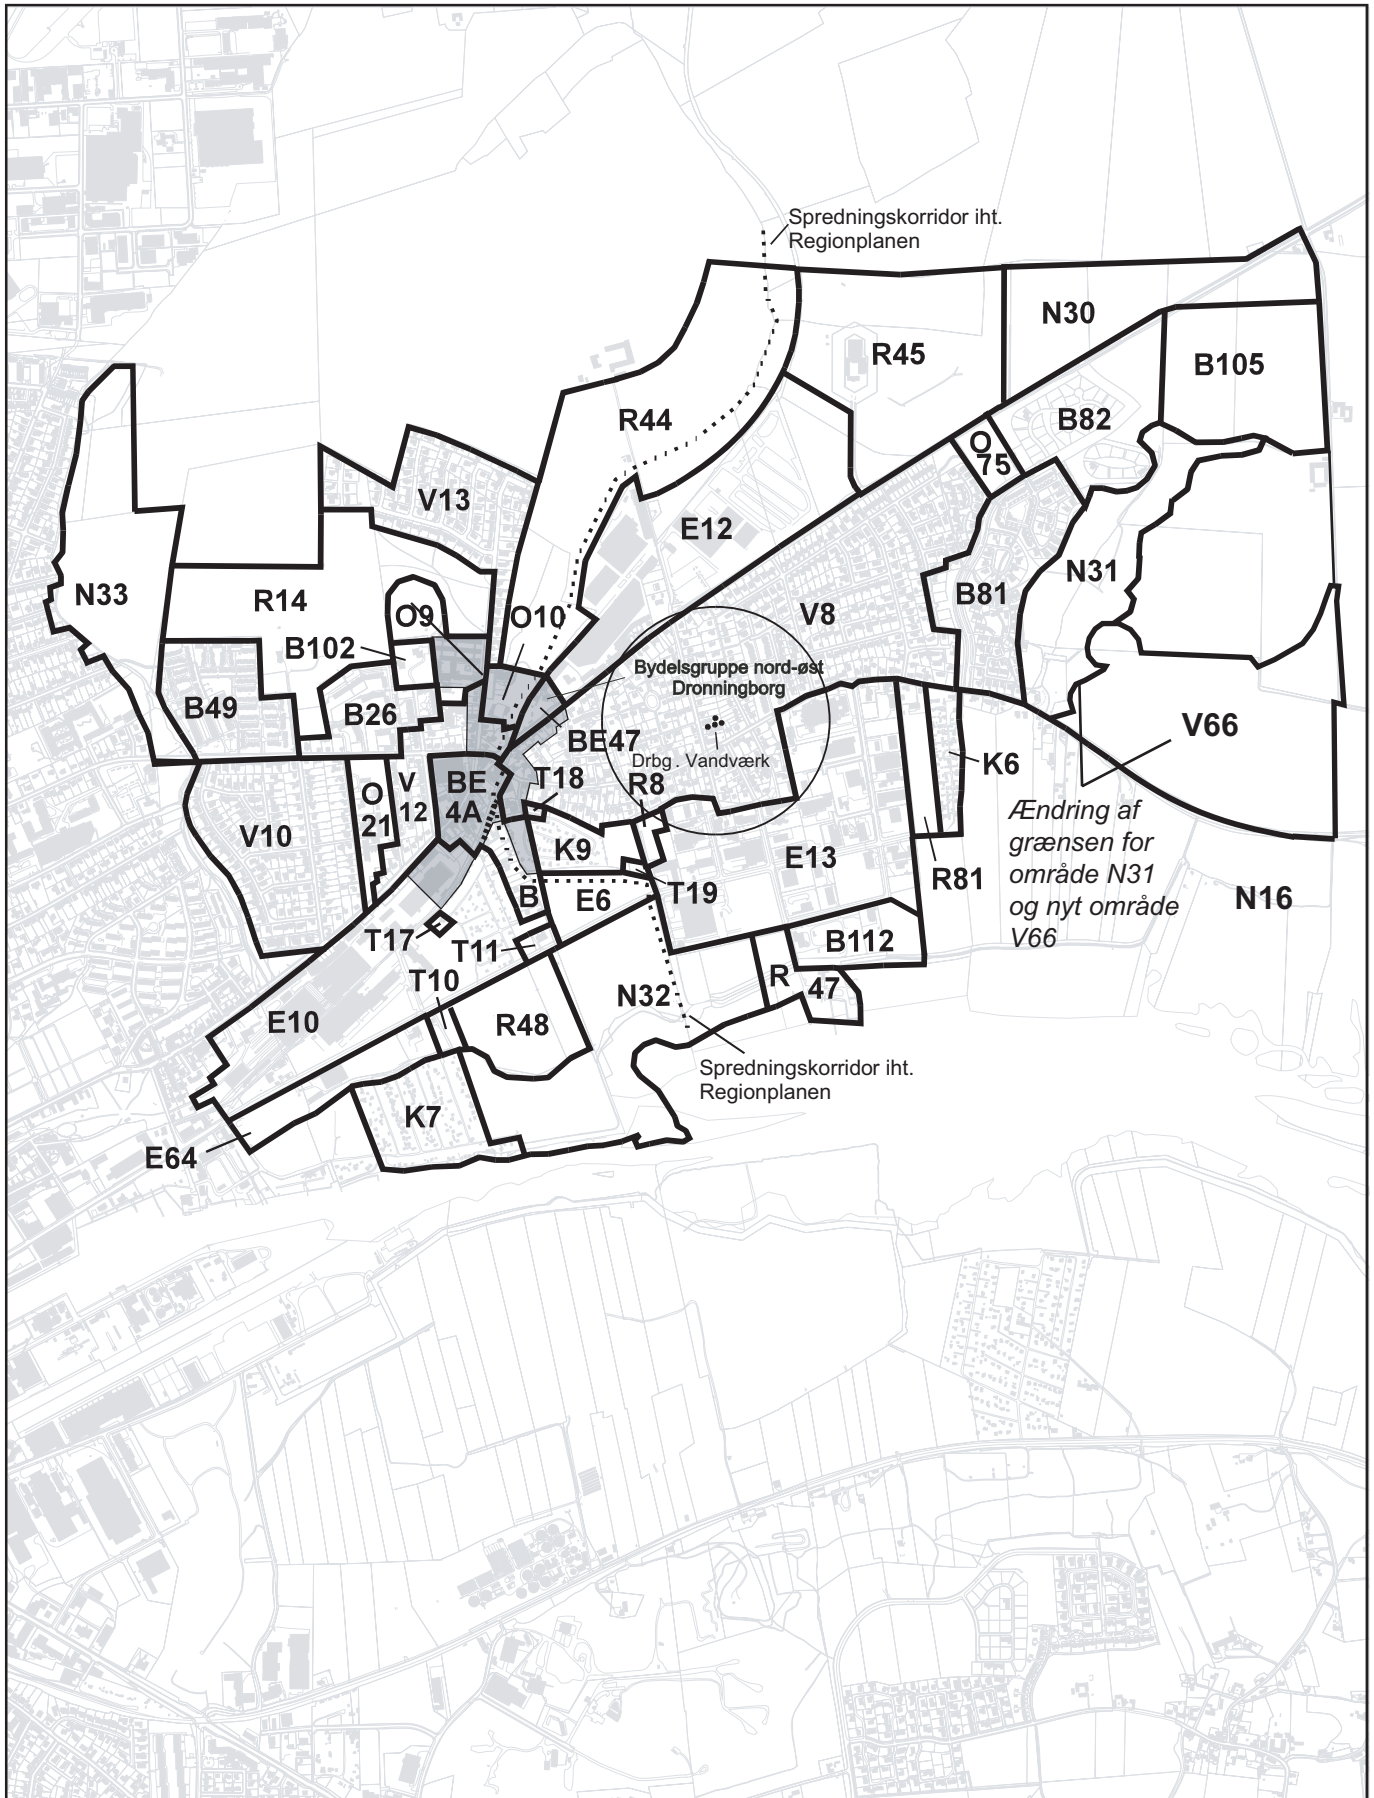 Spredningskorridor iht.
Regionplanen
N30
R45
B105
R44
B82
O
75
V13
E12
N31
N33
R14
O9
O10
V8
B81
B102
Bydelsgruppe nord-øst
Dronningborg
B49
B26
BE47
V66
Drbg. Vandværk
K6
T18
R8
BE
4A
V
12
O
21
V10
Ændring af
grænsen for
område N31
og nyt område
V66
K9
E13
R81
T19
B
E6
N16
T17
T11
B112
T10
R
47
N32
E10
R48
Spredningskorridor iht.
Regionplanen
K7
E64